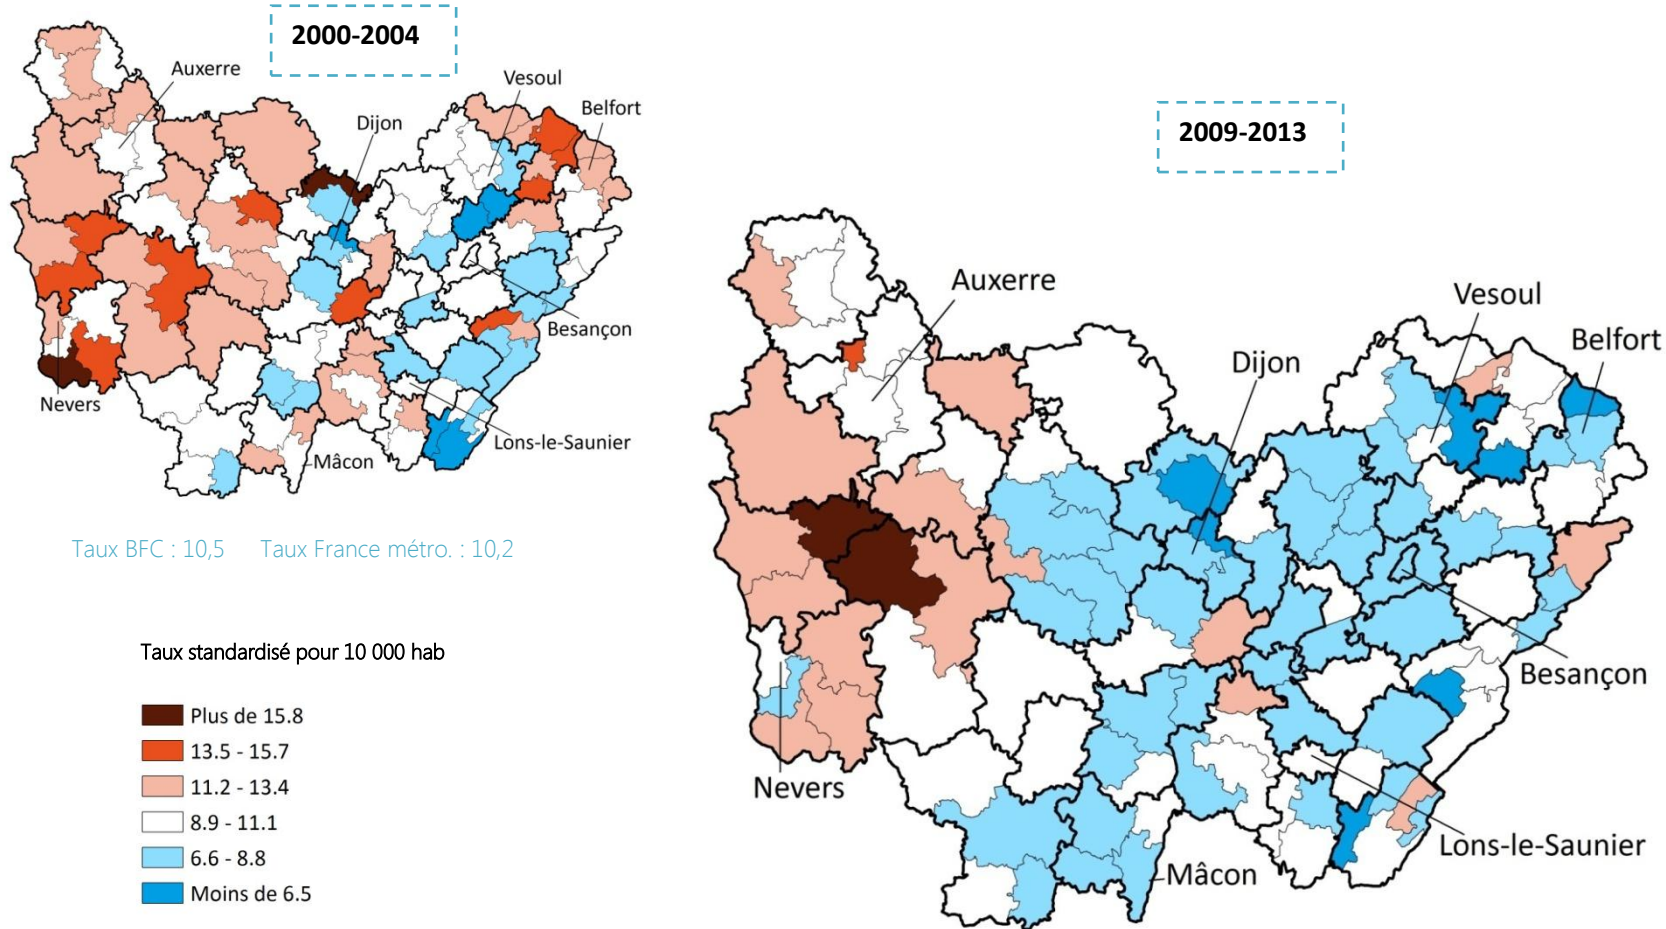 2000-2004
Auxerre
Vesoul
Belfort
Dijon
Besançon
Nevers
Lons-le-Saunier
Mâcon
Taux BFC : 10,5 Taux France métro. : 10,2
Taux standardisé pour 10 000 hab
Plus de 15.8
13.5 - 15.7
11.2 - 13.4
8.9 - 11.1
6.6 - 8.8
Moins de 6.5
2009-2013
Auxerre
Vesoul
Belfort
Dijon
Besançon
Nevers
Lons-le-Saunier
Mâcon